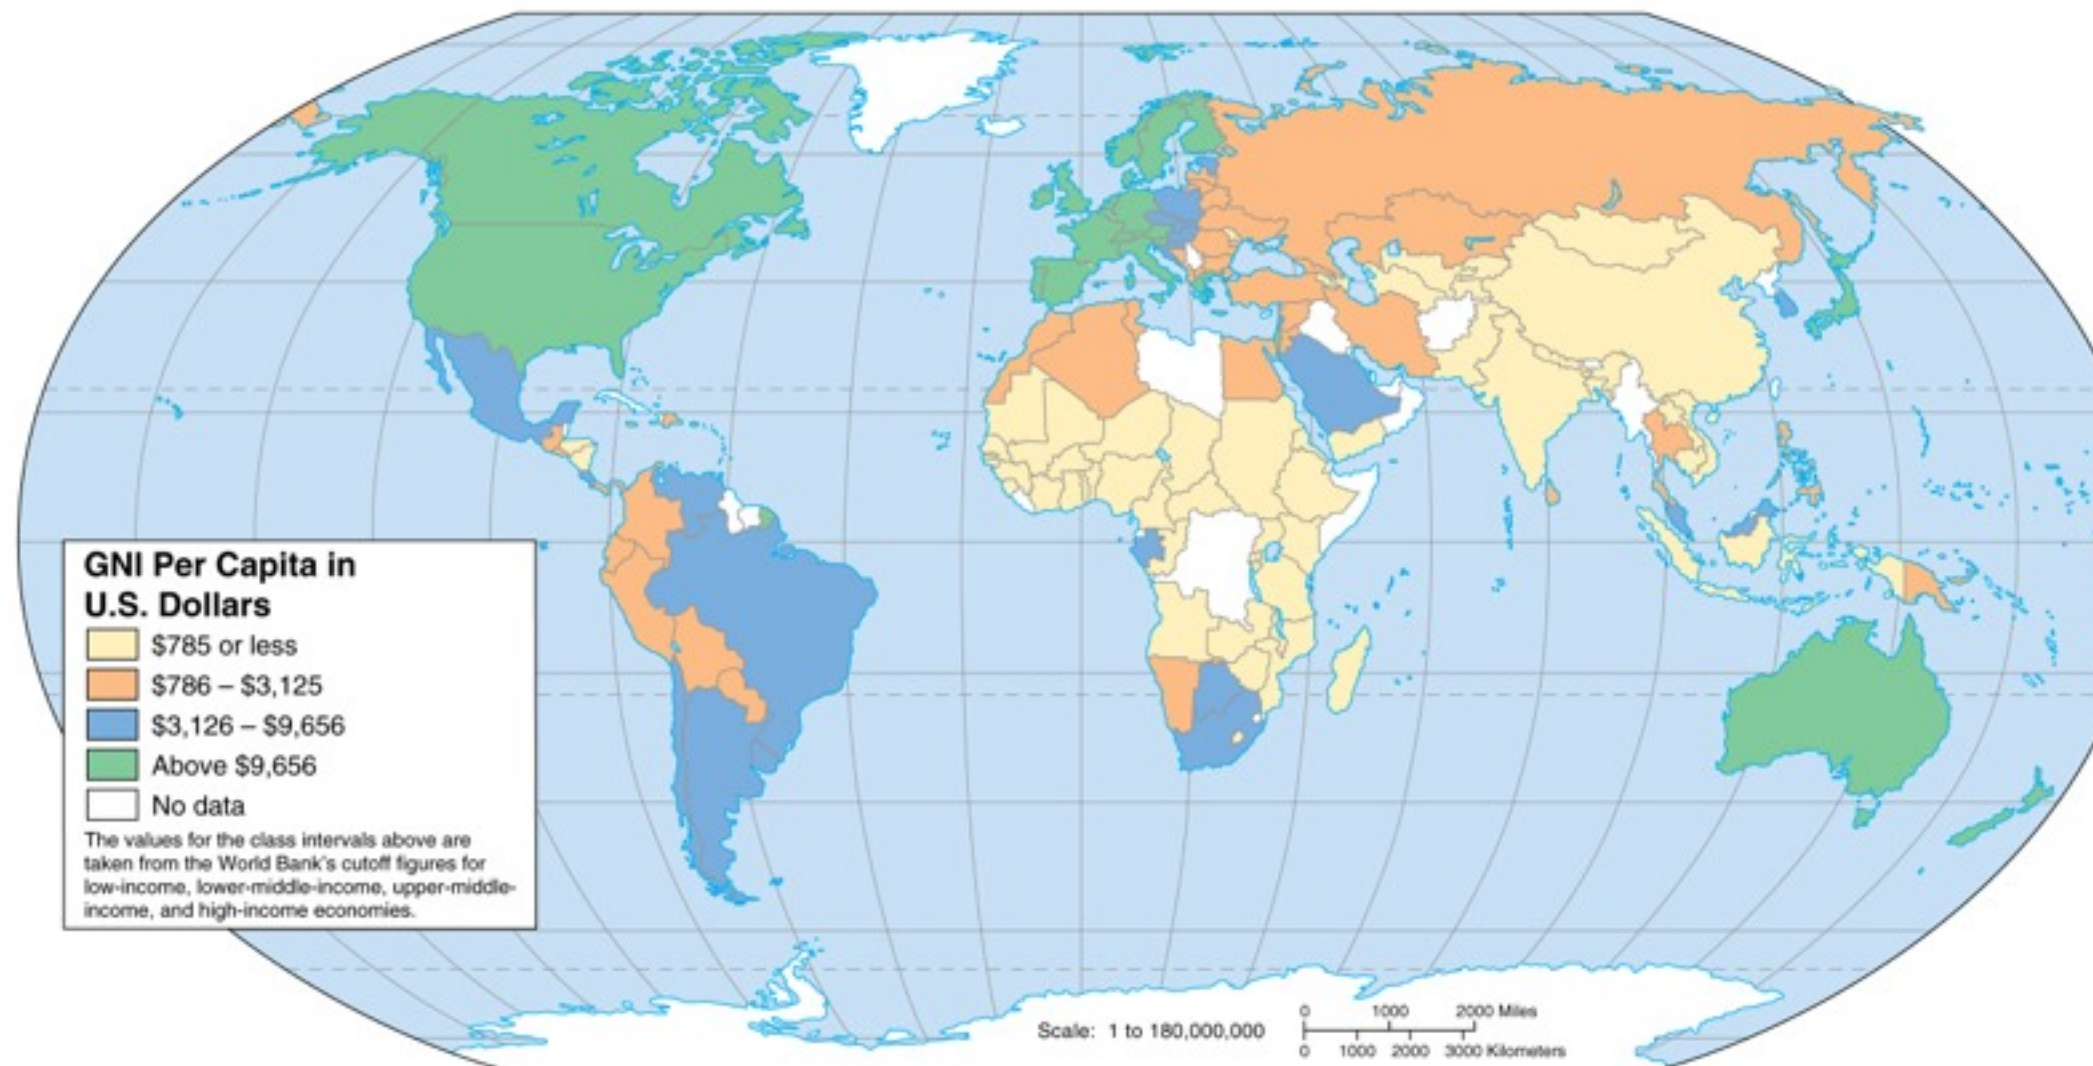 GNI Per Capita in
U.S. Dollars
$785 or less
$786 – $3,125
$3,126 – $9,656
Above $9,656
No data
The values for the class intervals above are
taken from the World Bank's cutoff figures for
low-income, lower-middle-income, upper-middle-
income, and high-income economies.
Scale: 1 to 180,000,000
0 1000 2000 Miles
0 1000 2000 3000 Kilometers